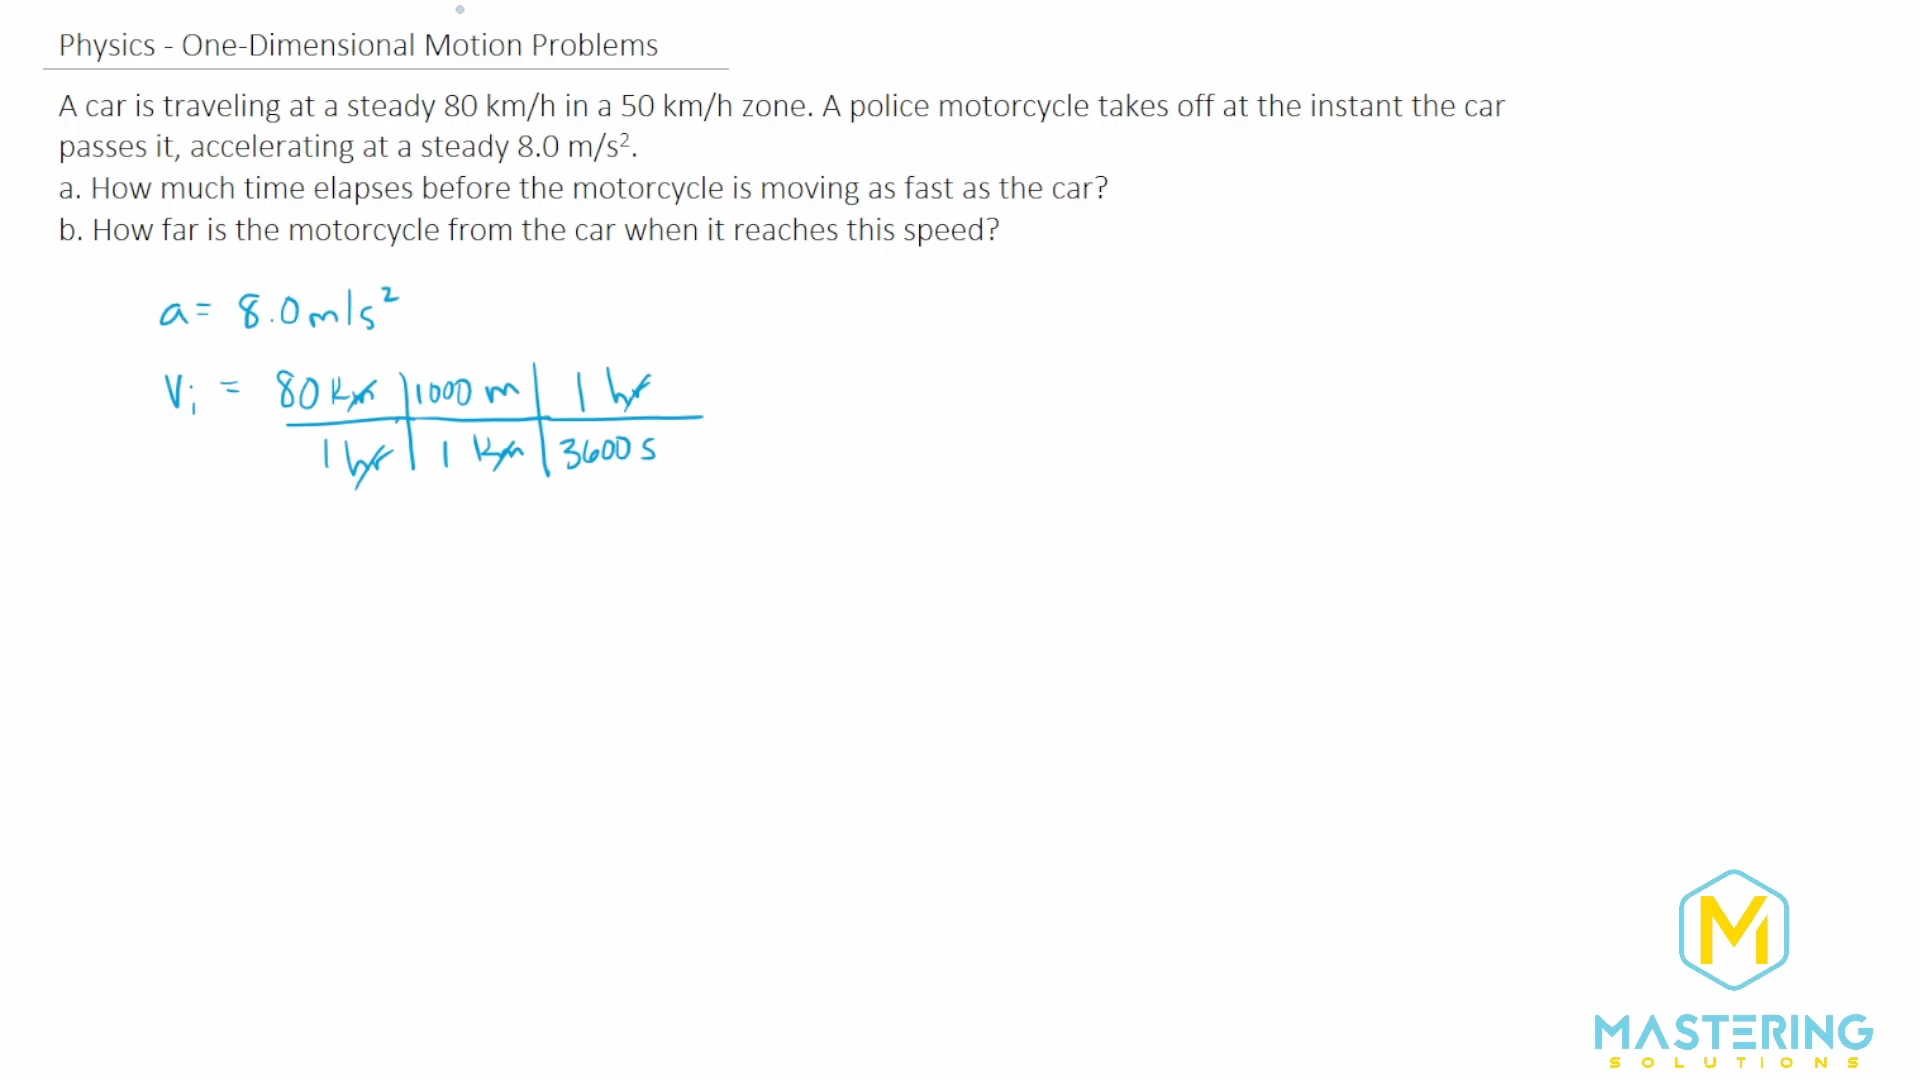 Physics - One-Dimensional Motion Problems
A car is traveling at a steady 80 km/h in a 50 km/h zone. A police motorcycle takes off at the instant the car
passes it, accelerating at a steady 8.0 m/s².
a. How much time elapses before the motorcycle is moving as fast as the car?
b. How far is the motorcycle from the car when it reaches this speed?
a = 8.0 m/s²
Vi = 80 km | 1000 m | 1 hr
1 hr | 1 km | 3600 s
M
MASTERING
SOLUTIONS